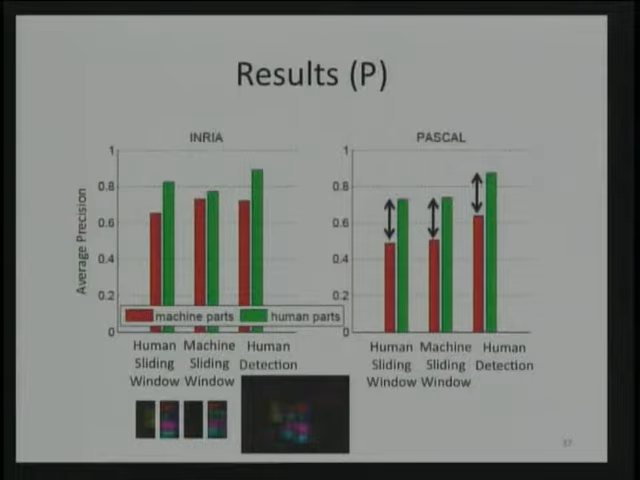 Results (P)
INRIA
PASCAL
Average Precision
1
0.8
0.6
0.4
0.2
0
1
0.8
0.6
0.4
0.2
0
machine parts
human parts
Human Sliding Window
Machine Sliding Window
Human Detection
Human Sliding Window
Machine Sliding Window
Human Detection
37